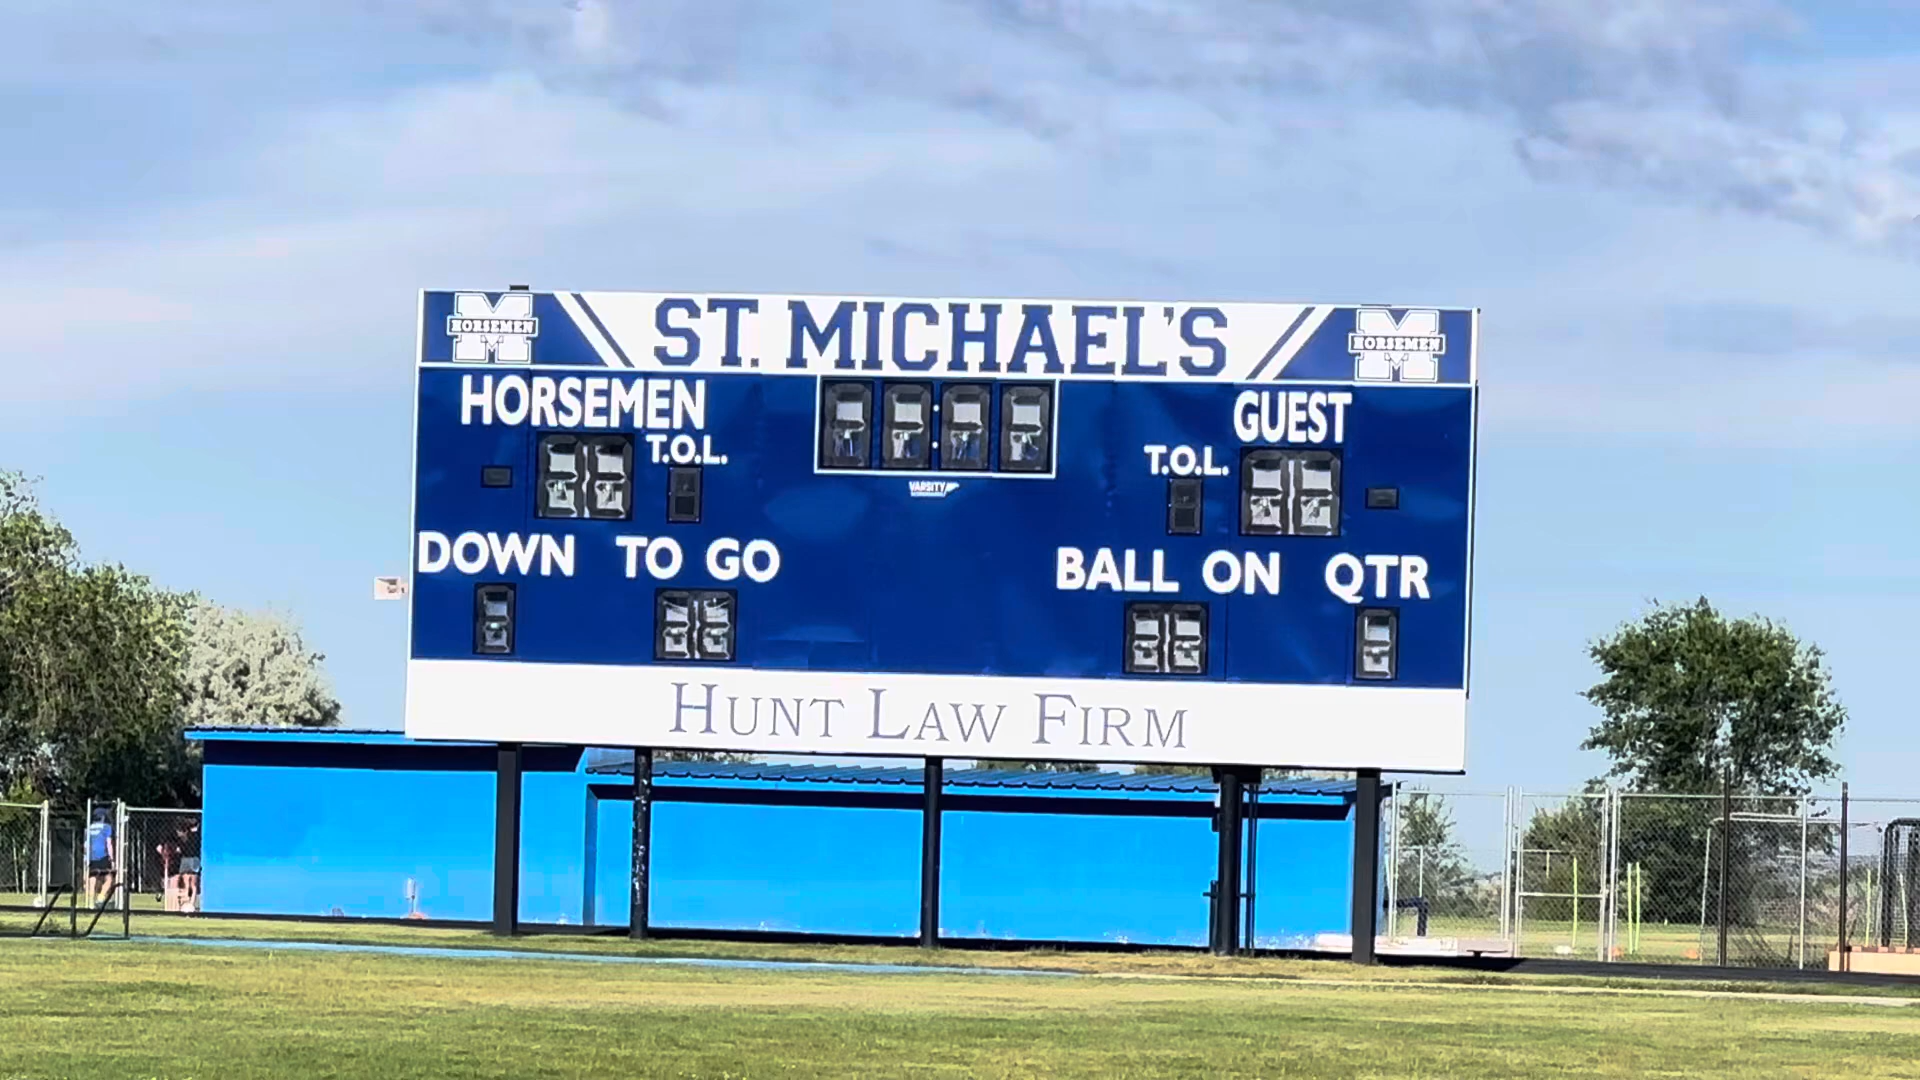 HORSEMEN
ST. MICHAEL'S
HORSEMEN
HORSEMEN
GUEST
T.O.L.
T.O.L.
VARSITY
DOWN TO GO
BALL ON QTR
HUNT LAW FIRM